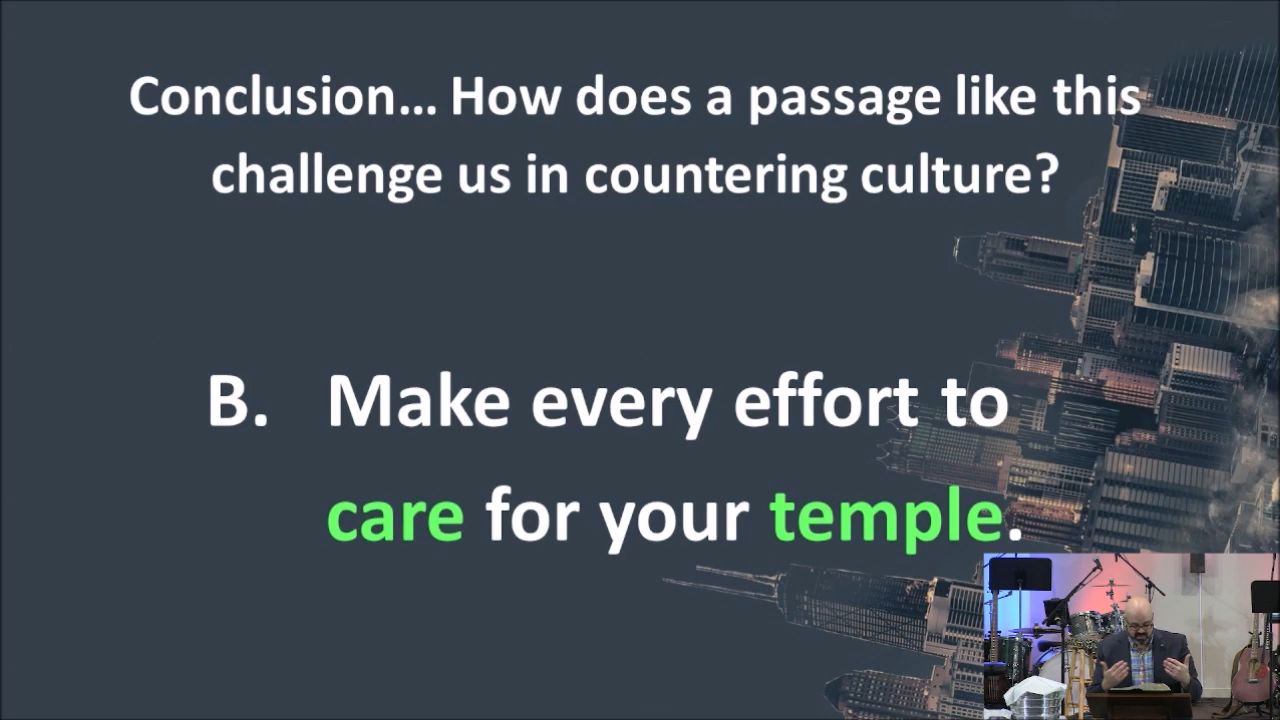 Conclusion... How does a passage like this
challenge us in countering culture?
B. Make every effort to
care for your temple.